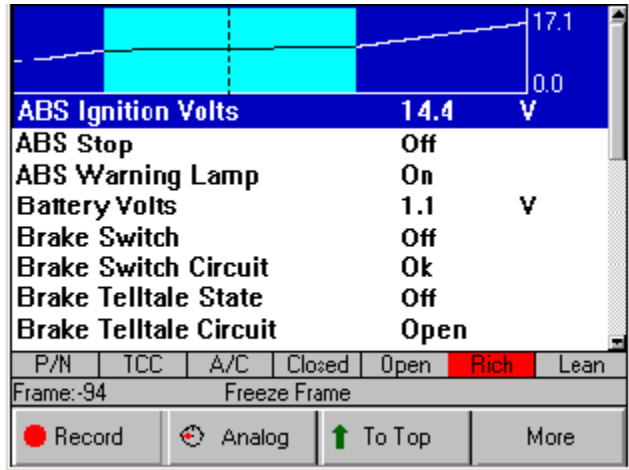 17.1
0.0
ABS Ignition Volts 14.4 V
ABS Stop Off
ABS Warning Lamp On
Battery Volts 1.1 V
Brake Switch Off
Brake Switch Circuit Ok
Brake Telltale State Off
Brake Telltale Circuit Open
P/N TCC A/C Closed Open Rich Lean
Frame:-94 Freeze Frame
Record Analog To Top More